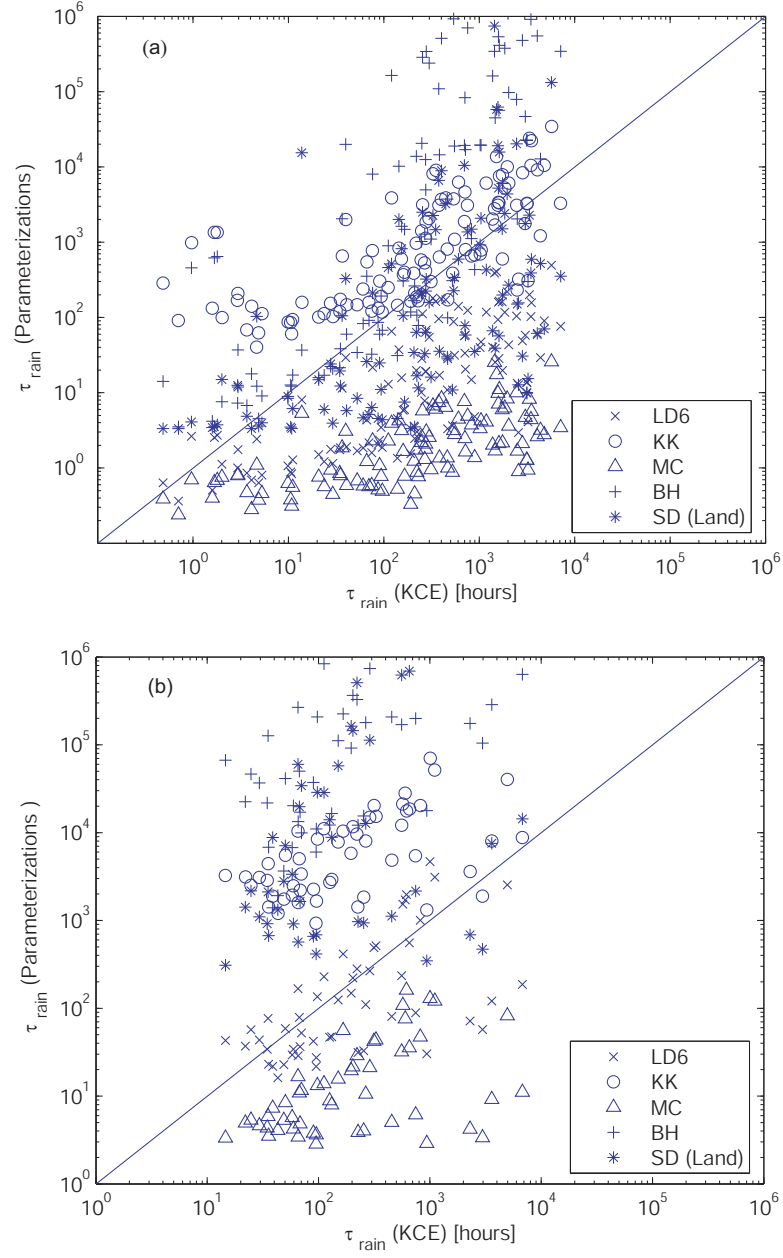 (a)
10^6
10^5
10^4
10^3
10^2
10^1
10^0
τ rain (Parameterizations)
10^0 10^1 10^2 10^3 10^4 10^5 10^6
τ rain (KCE) [hours]
LD6
KK
MC
BH
SD (Land)
(b)
10^6
10^5
10^4
10^3
10^2
10^1
10^0
τ rain (Parameterizations )
10^0 10^1 10^2 10^3 10^4 10^5 10^6
τ rain (KCE) [hours]
LD6
KK
MC
BH
SD (Land)